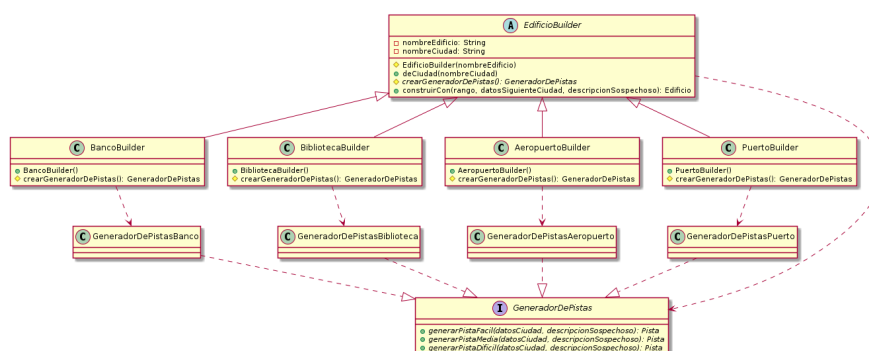 A EdificioBuilder
nombreEdificio: String
nombreCiudad: String
EdificioBuilder(nombreEdificio)
deCiudad(nombreCiudad)
crearGeneradorDePistas(): GeneradorDePistas
construirCon(rango, datosSiguienteCiudad, descripcionSospechoso): Edificio
C BancoBuilder
BancoBuilder()
crearGeneradorDePistas(): GeneradorDePistas
C BibliotecaBuilder
BibliotecaBuilder()
crearGeneradorDePistas(): GeneradorDePistas
C AeropuertoBuilder
AeropuertoBuilder()
crearGeneradorDePistas(): GeneradorDePistas
C PuertoBuilder
PuertoBuilder()
crearGeneradorDePistas(): GeneradorDePistas
C GeneradorDePistasBanco
C GeneradorDePistasBiblioteca
C GeneradorDePistasAeropuerto
C GeneradorDePistasPuerto
I GeneradorDePistas
generarPistaFacil(datosCiudad, descripcionSospechoso): Pista
generarPistaMedia(datosCiudad, descripcionSospechoso): Pista
generarPistaDificil(datosCiudad, descripcionSospechoso): Pista